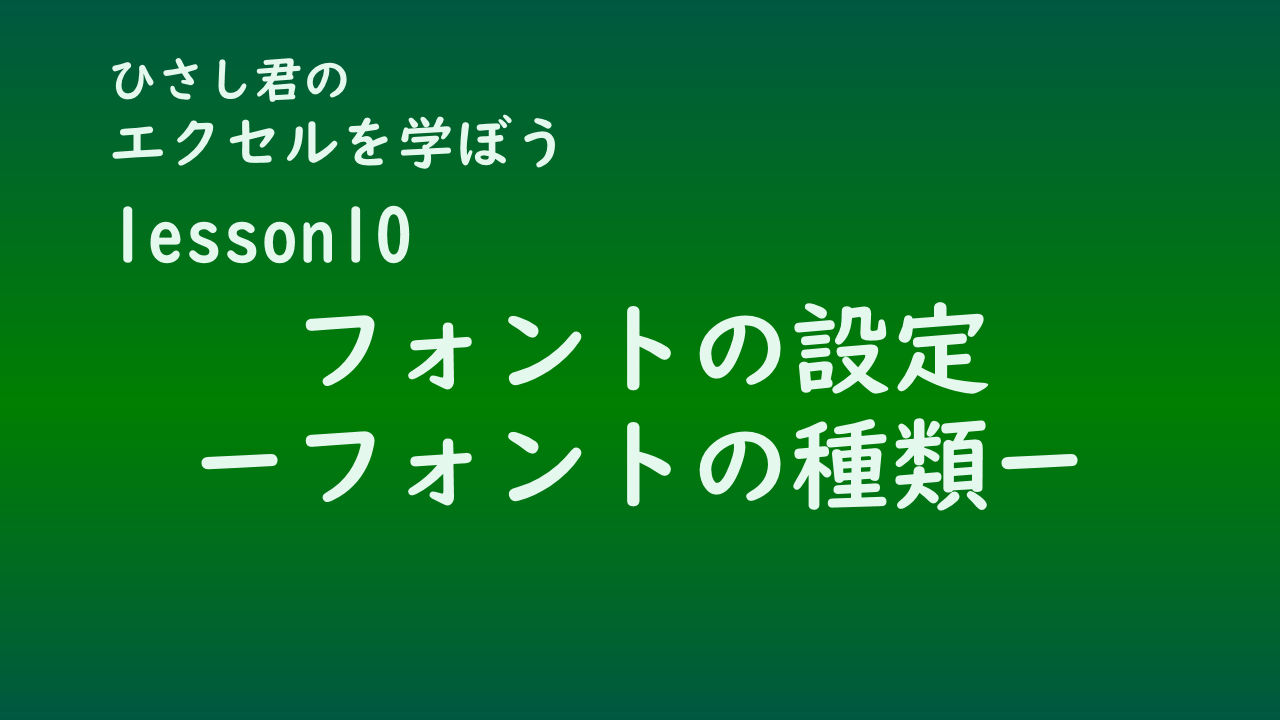 ひさし君の
エクセルを学ぼう
lesson10
フォントの設定
ーフォントの種類ー